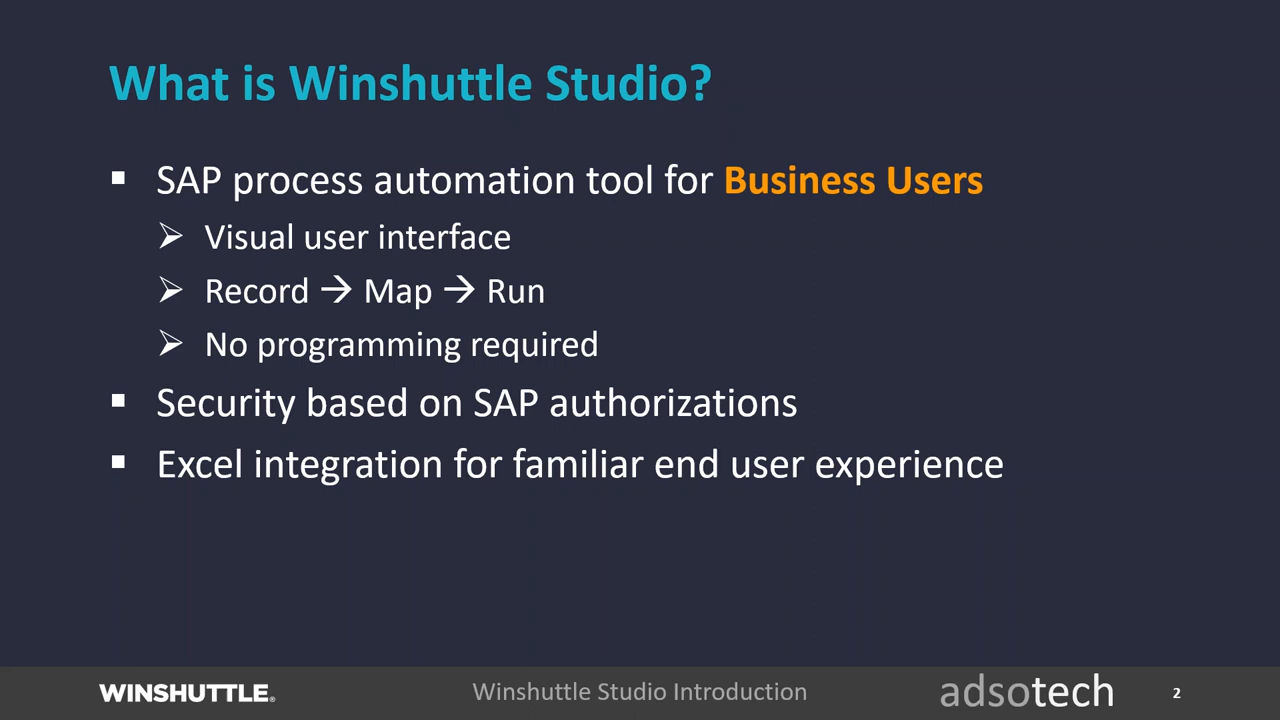 What is Winshuttle Studio?
▪ SAP process automation tool for Business Users
➢ Visual user interface
➢ Record → Map → Run
➢ No programming required
▪ Security based on SAP authorizations
▪ Excel integration for familiar end user experience
WINSHUTTLE® Winshuttle Studio Introduction adsotech 2